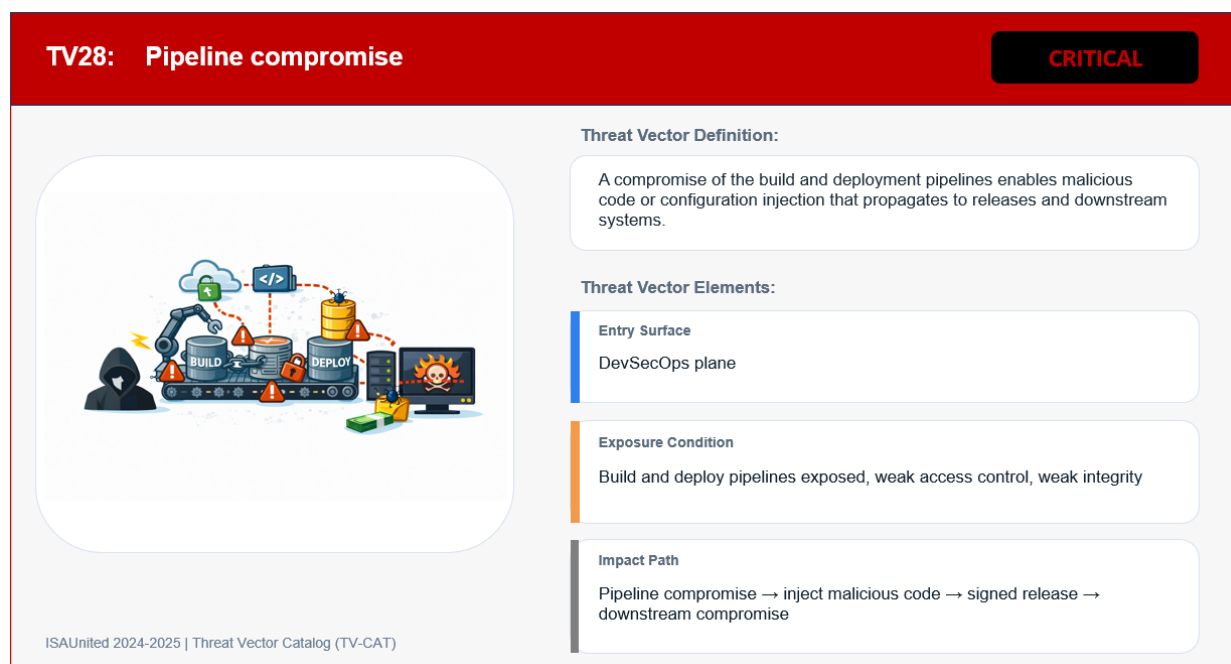 TV28: Pipeline compromise
CRITICAL
Threat Vector Definition:
A compromise of the build and deployment pipelines enables malicious
code or configuration injection that propagates to releases and downstream
systems.
Threat Vector Elements:
Entry Surface
DevSecOps plane
Exposure Condition
Build and deploy pipelines exposed, weak access control, weak integrity
Impact Path
Pipeline compromise → inject malicious code → signed release →
downstream compromise
</>
BUILD
DEPLOY
ISAUnited 2024-2025 | Threat Vector Catalog (TV-CAT)